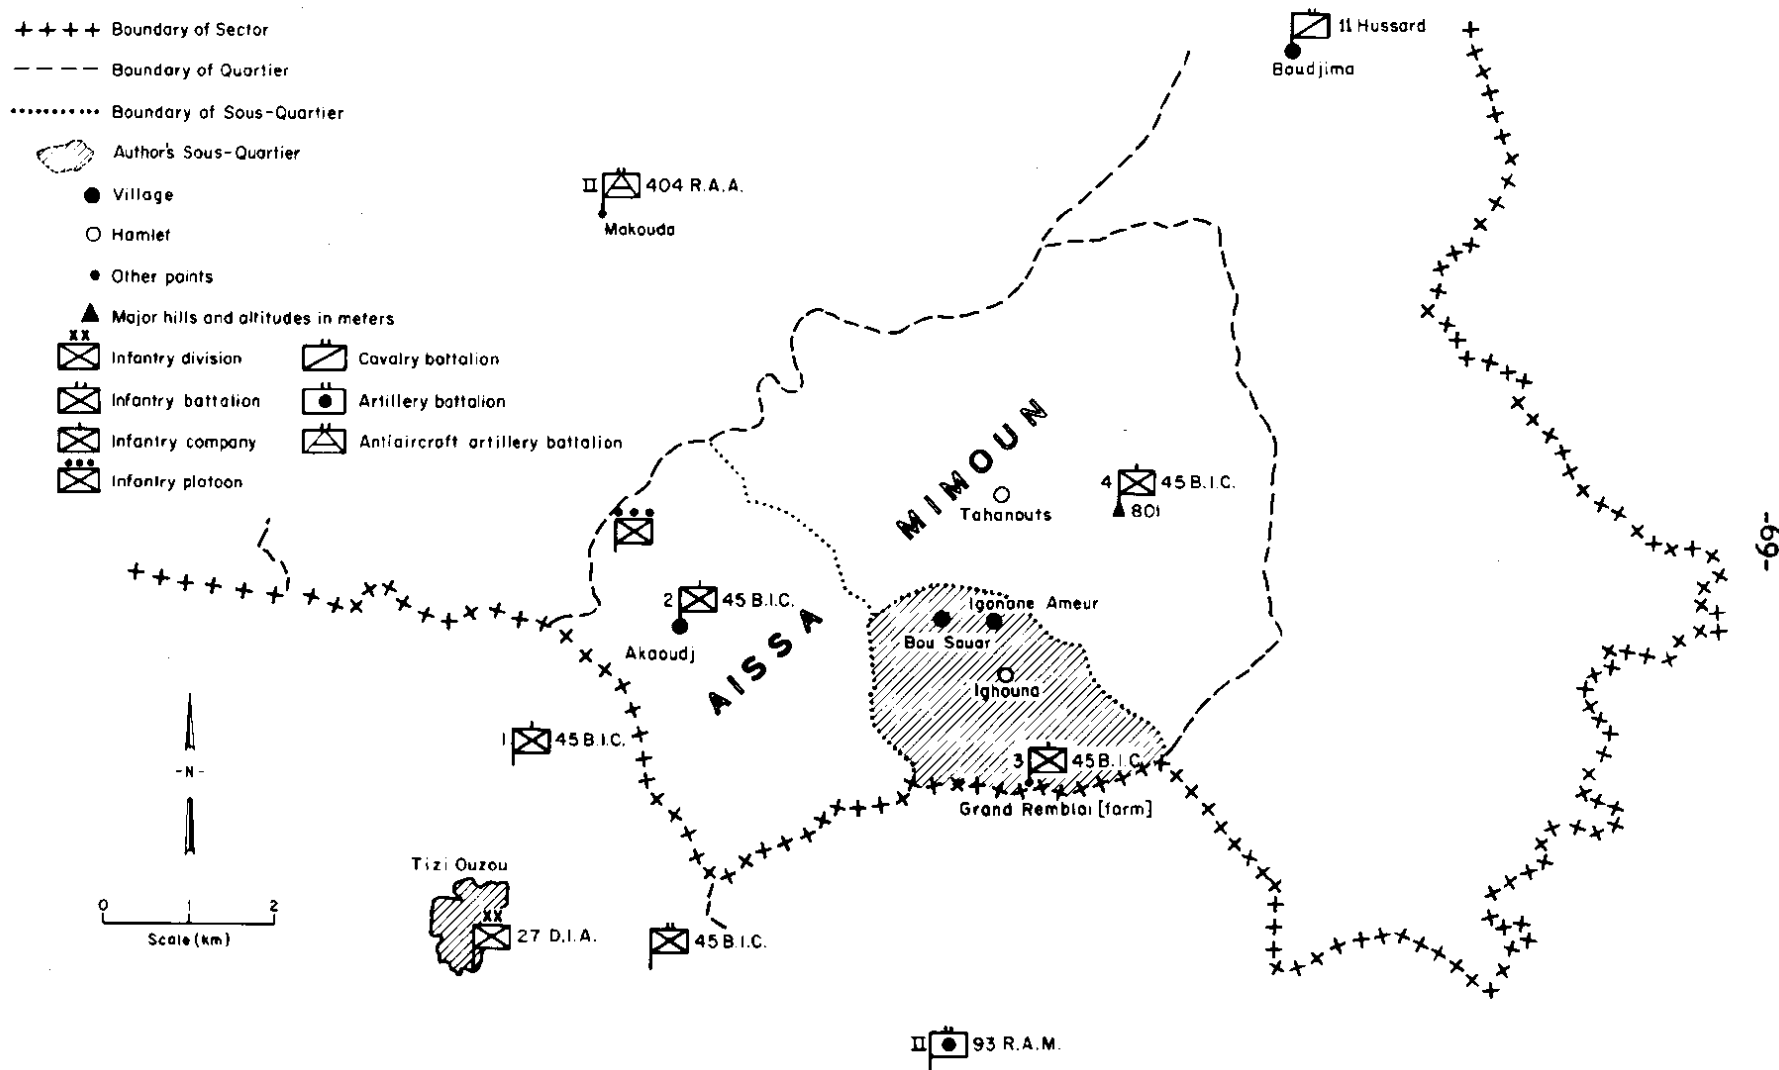 Boundary of Sector
Boundary of Quartier
Boundary of Sous-Quartier
Author's Sous-Quartier
Village
Hamlet
Other points
Major hills and altitudes in meters
XX
Infantry division
Cavalry battalion
Infantry battalion
Artillery battalion
Infantry company
Antiaircraft artillery battalion
Infantry platoon
11 Hussard
Boudjima
II 404 R.A.A.
Makouda
MIMOUN
Tahanouts
4 45 B.I.C.
801
2 45 B.I.C.
Akaoudj
AISSA
Igonane Ameur
Bou Souar
Ighouna
1 45 B.I.C.
3 45 B.I.C.
Grand Remblai [farm]
-N-
0 1 2
Scale (km)
Tizi Ouzou
XX
27 D.I.A.
45 B.I.C.
II 93 R.A.M.
-69-